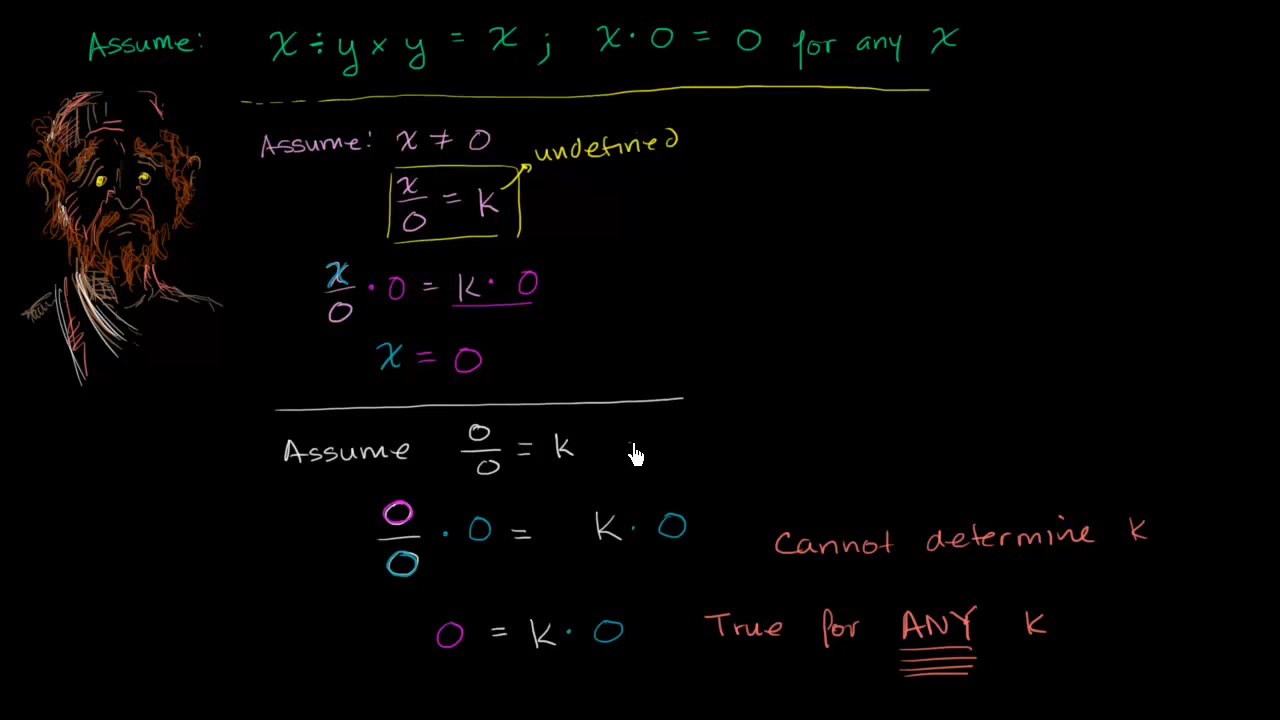 Assume: x ÷ y × y = x ; x · 0 = 0 for any x
Assume: x ≠ 0
undefined
x/0 = k
x/0 · 0 = k · 0
x = 0
Assume 0/0 = k
0/0 · 0 = k · 0
cannot determine k
0 = k · 0 True for ANY k